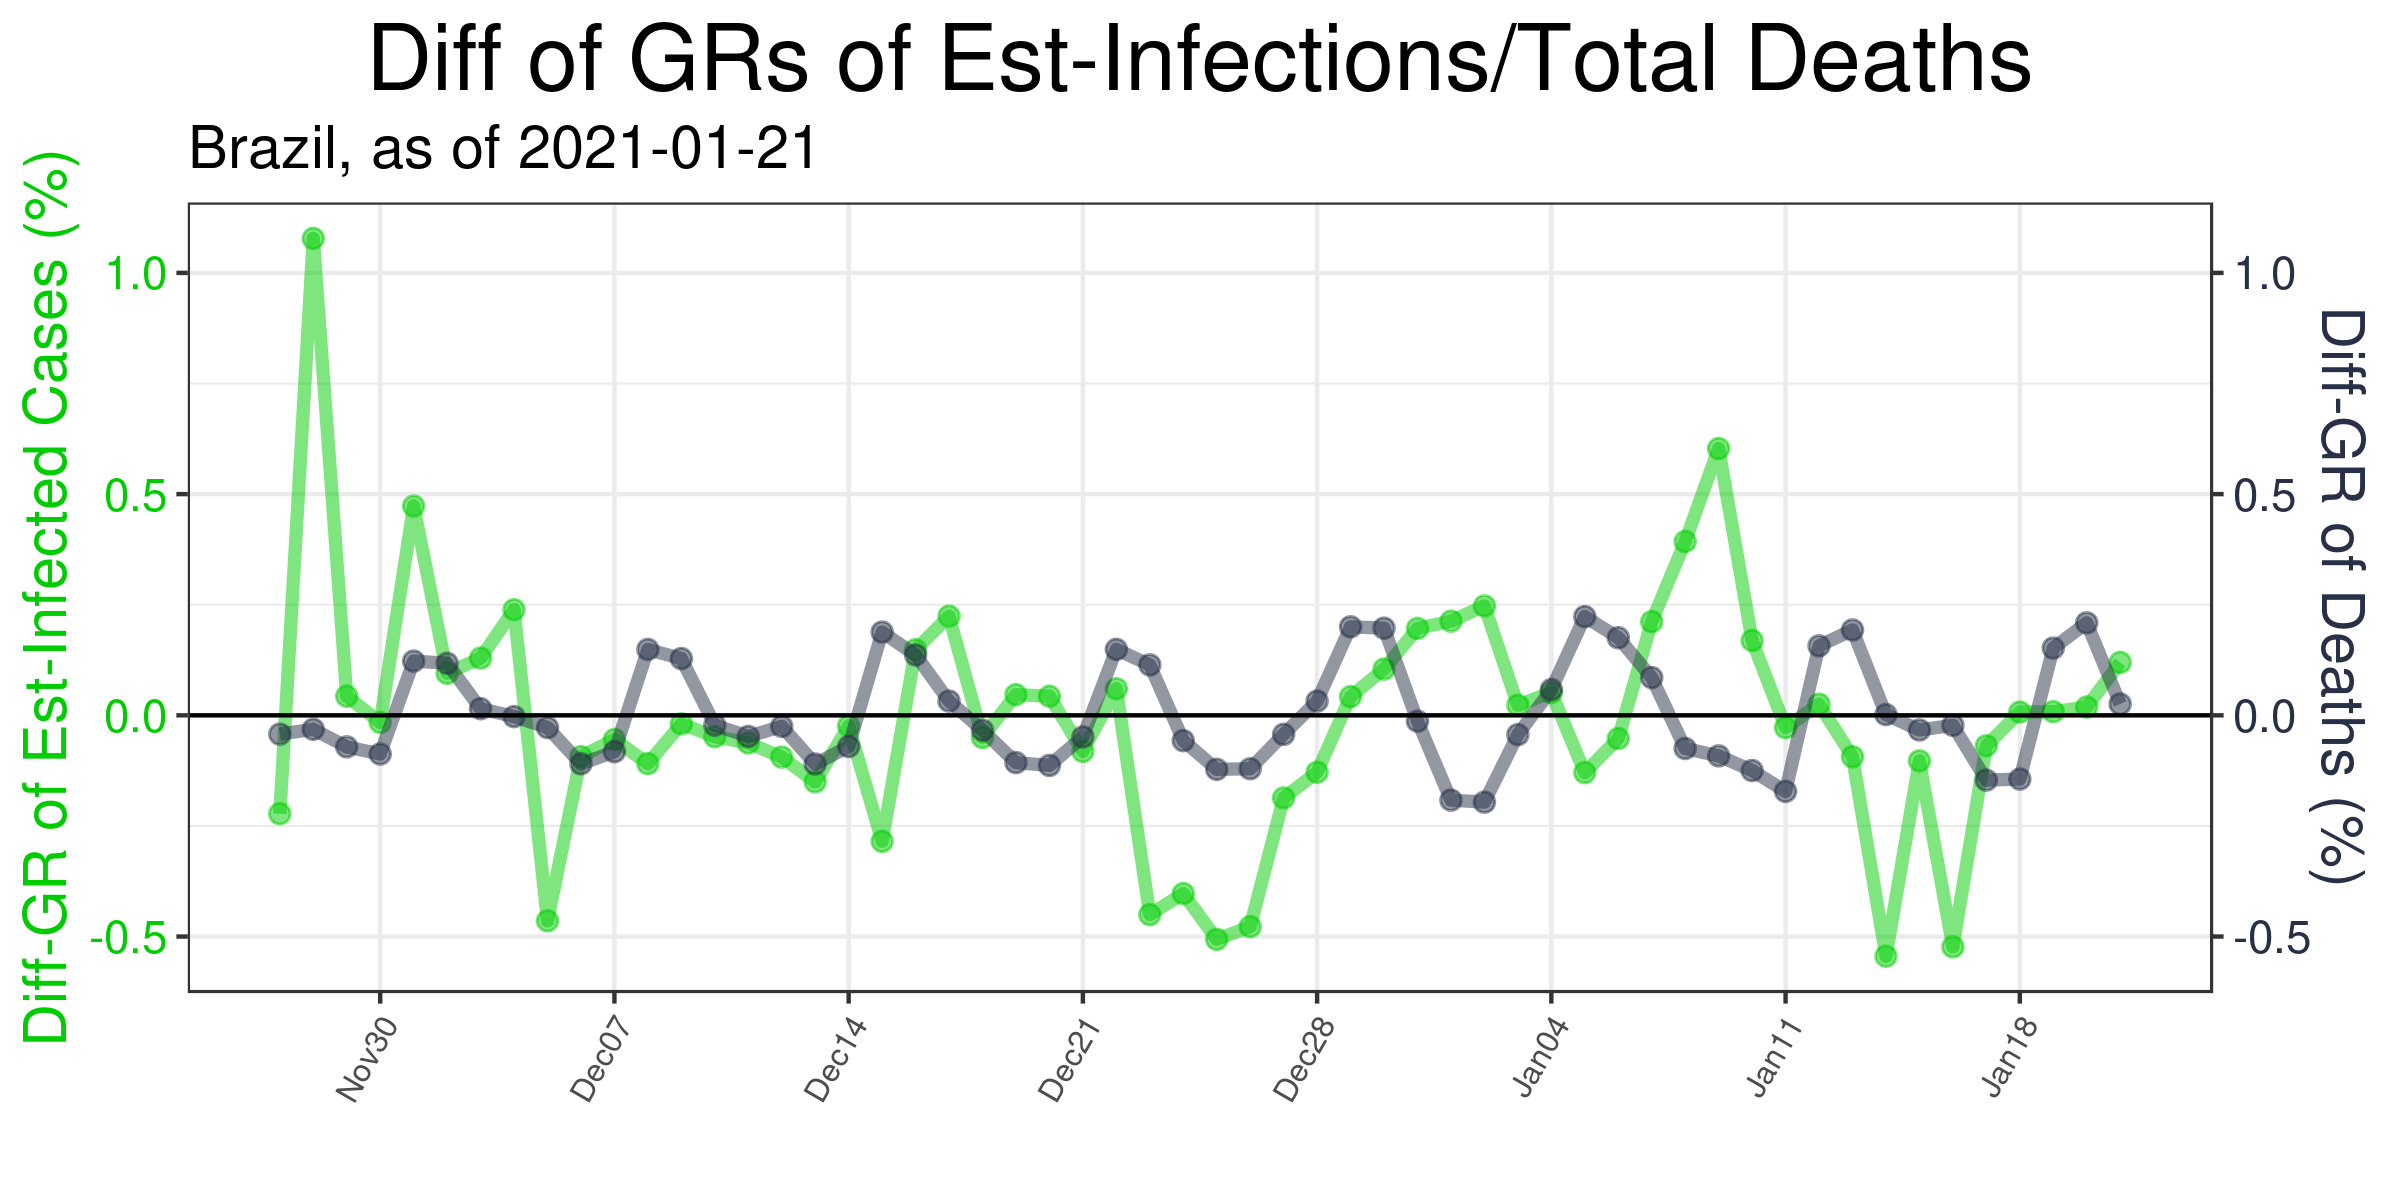 Diff of GRs of Est-Infections/Total Deaths
Brazil, as of 2021-01-21
Diff-GR of Est-Infected Cases (%)
1.0
0.5
0.0
-0.5
1.0
0.5
0.0
-0.5
Diff-GR of Deaths (%)
Nov30
Dec07
Dec14
Dec21
Dec28
Jan04
Jan11
Jan18